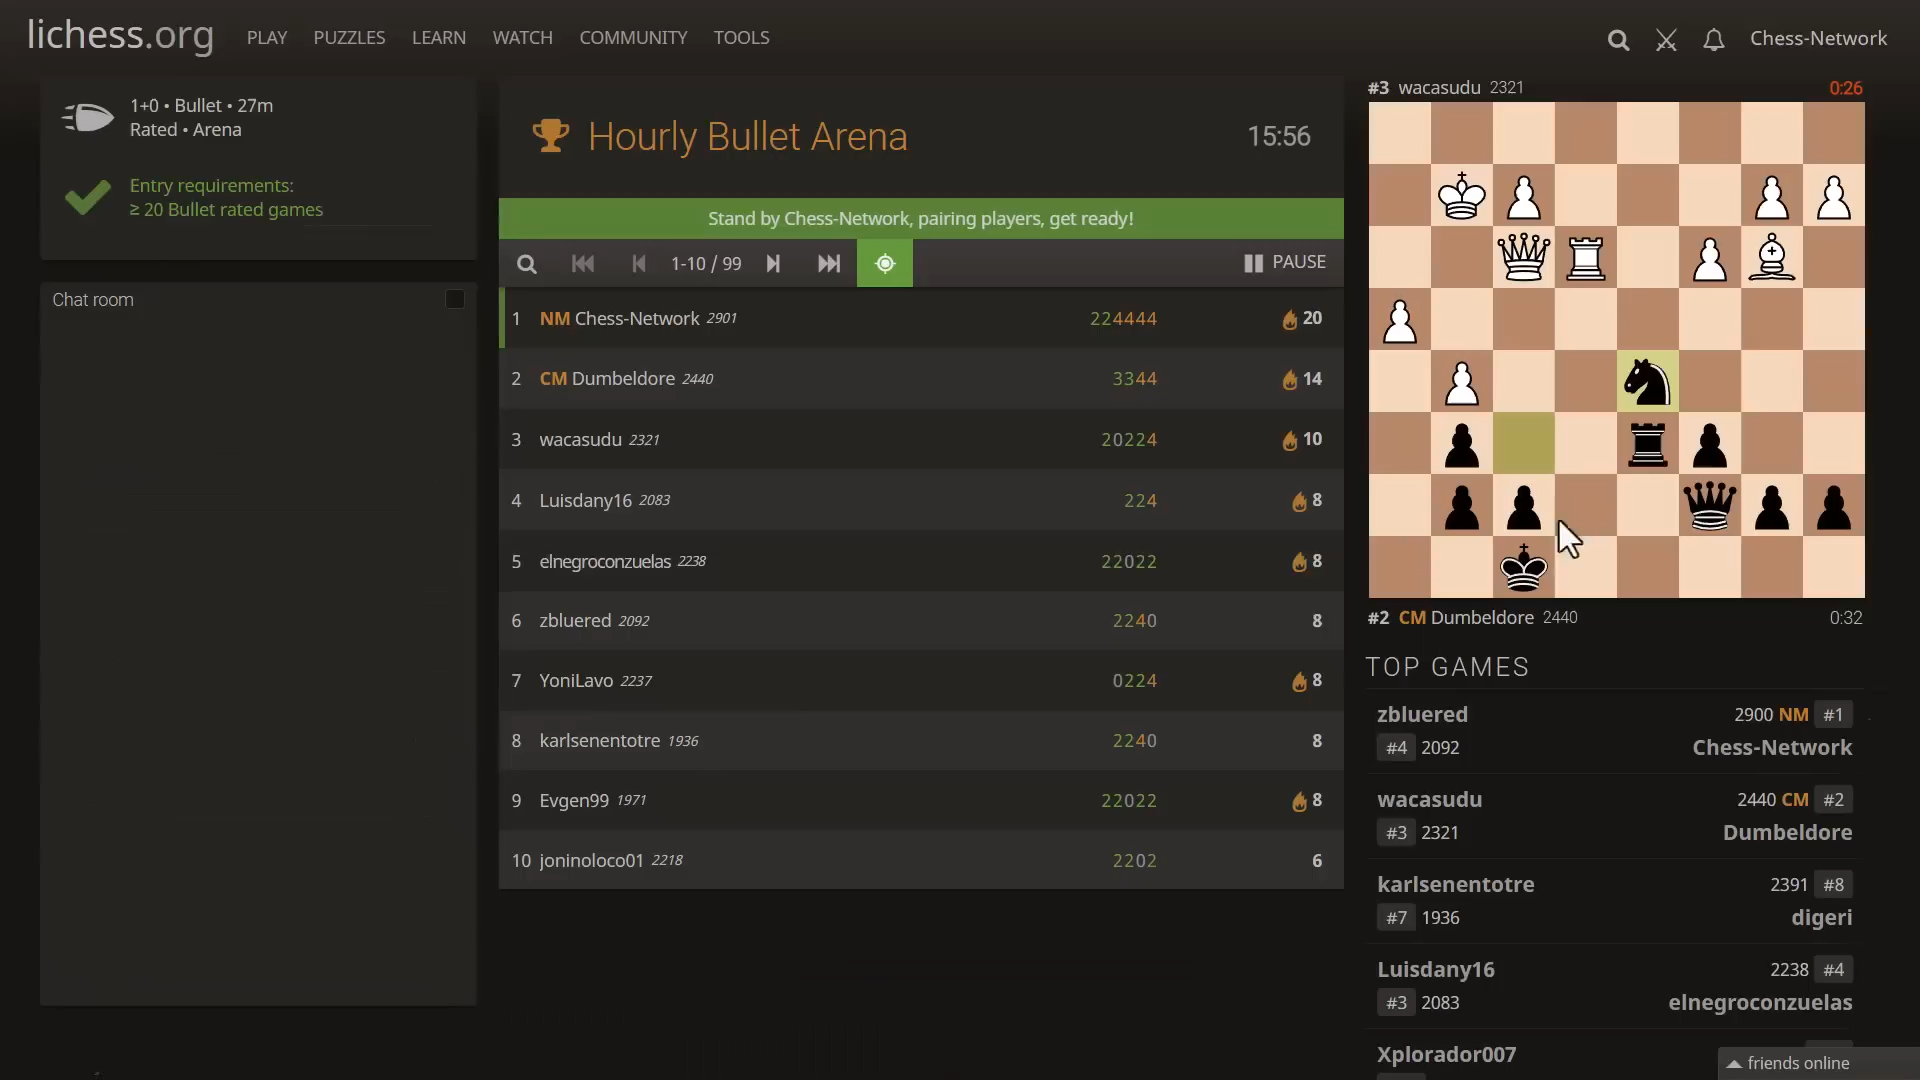 lichess.org PLAY PUZZLES LEARN WATCH COMMUNITY TOOLS Chess-Network
1+0 • Bullet • 27m
Rated • Arena
Entry requirements:
≥ 20 Bullet rated games
Chat room
Hourly Bullet Arena 15:56
Stand by Chess-Network, pairing players, get ready!
1-10 / 99 PAUSE
1 NM Chess-Network 2901 224444 20
2 CM Dumbeldore 2440 3344 14
3 wacasudu 2321 20224 10
4 Luisdany16 2083 224 8
5 elnegroconzuelas 2238 22022 8
6 zbluered 2092 2240 8
7 YoniLavo 2237 0224 8
8 karlsenentotre 1936 2240 8
9 Evgen99 1971 22022 8
10 joninoloco01 2218 2202 6
#3 wacasudu 2321 0:26
#2 CM Dumbeldore 2440 0:32
TOP GAMES
zbluered 2900 NM #1
#4 2092 Chess-Network
wacasudu 2440 CM #2
#3 2321 Dumbeldore
karlsenentotre 2391 #8
#7 1936 digeri
Luisdany16 2238 #4
#3 2083 elnegroconzuelas
Xplorador007
friends online